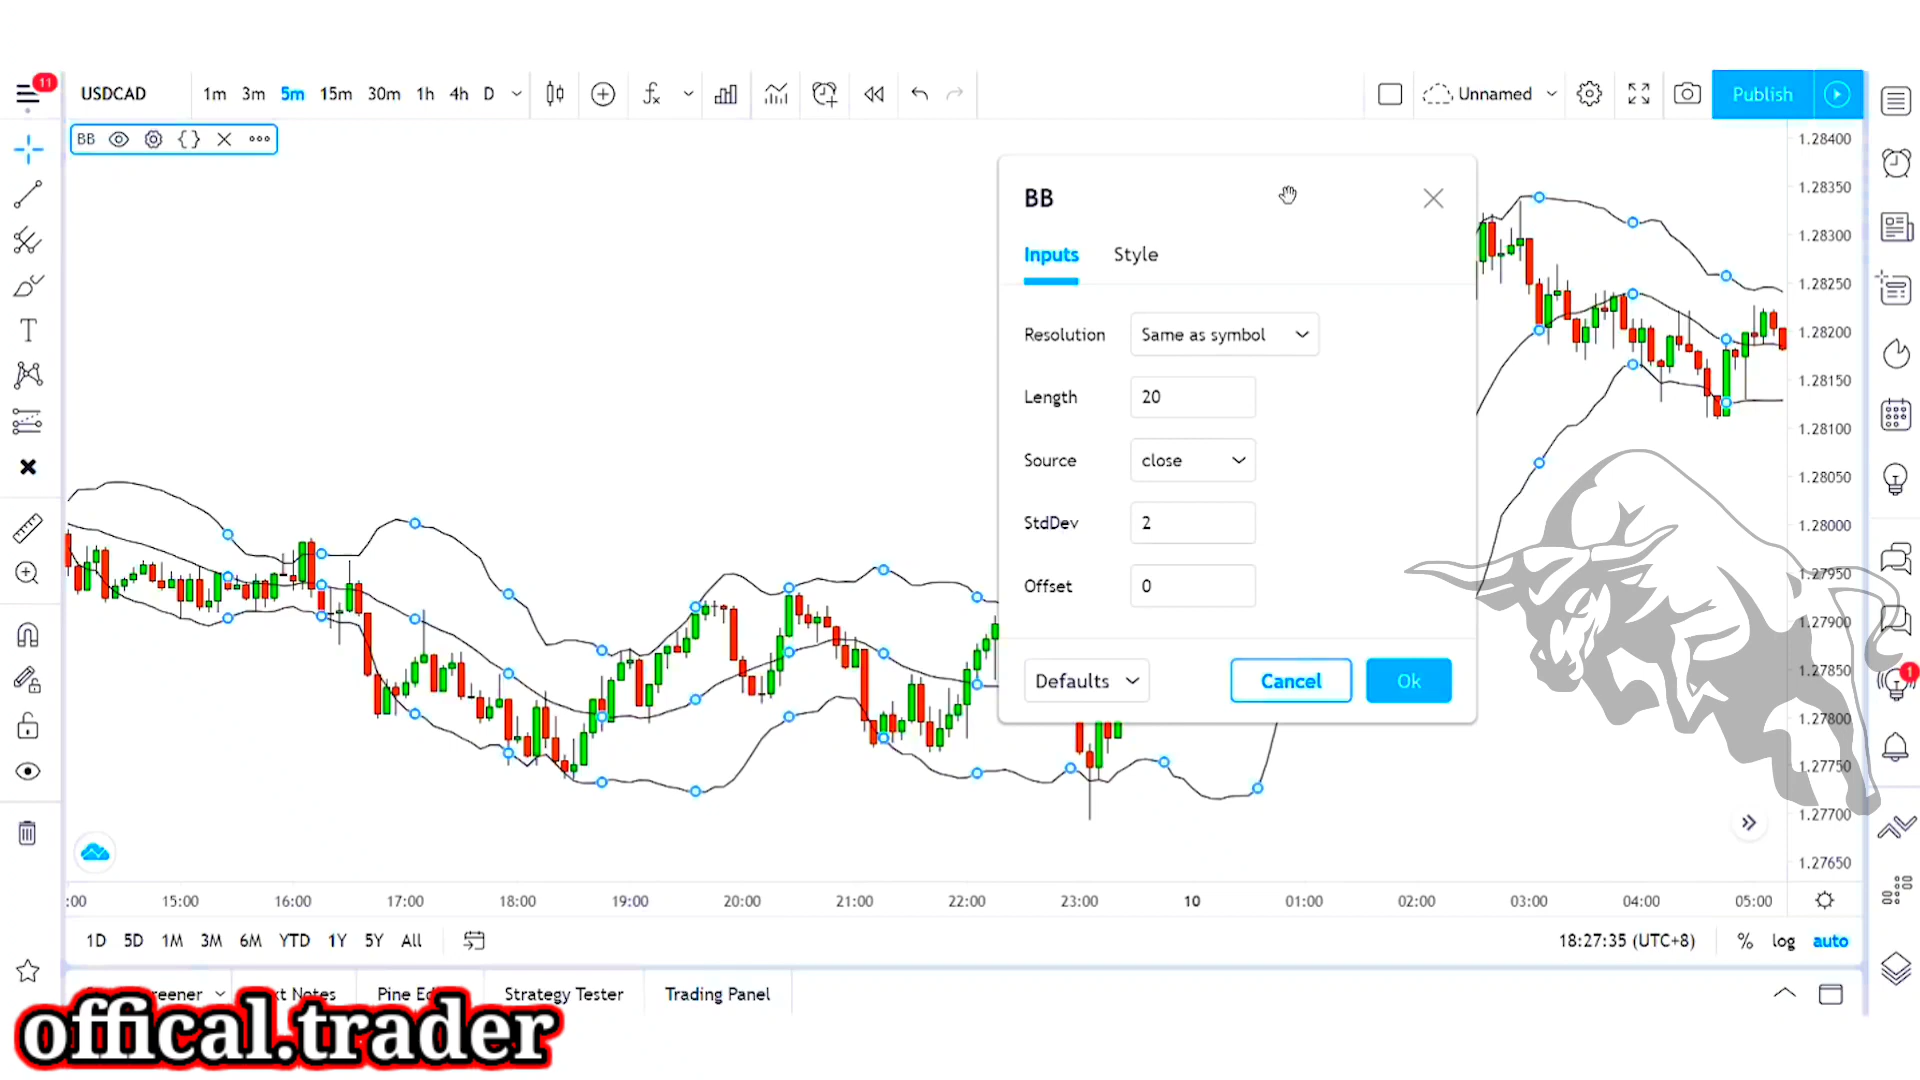 11
USDCAD 1m 3m 5m 15m 30m 1h 4h D fx Unnamed Publish
BB
1.28400
1.28350
1.28300
1.28250
1.28200
1.28150
1.28100
1.28050
1.28000
1.27950
1.27900
1.27850
1.27800
1.27750
1.27700
1.27650
BB
Inputs Style
Resolution Same as symbol
Length 20
Source close
StdDev 2
Offset 0
Defaults Cancel Ok
1
:00 15:00 16:00 17:00 18:00 19:00 20:00 21:00 22:00 23:00 10 01:00 02:00 03:00 04:00 05:00
1D 5D 1M 3M 6M YTD 1Y 5Y All 18:27:35 (UTC+8) % log auto
Strategy Tester Trading Panel
offical.trader